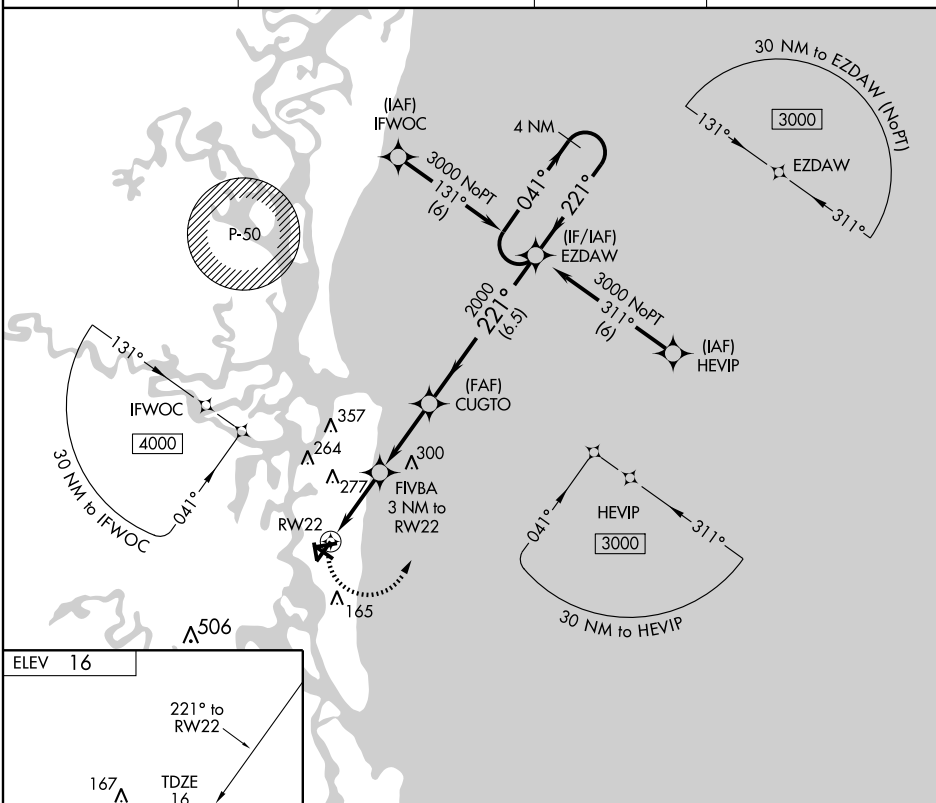 30 NM to EZDAW (NoPT)
3000
131°
EZDAW
311°
(IAF)
IFWOC
4 NM
3000 NoPT
131°
(6)
041°
221°
P-50
(IF/IAF)
EZDAW
2000
221°
(6.5)
3000 NoPT
311°
(6)
(IAF)
HEVIP
131°
IFWOC
4000
041°
30 NM to IFWOC
(FAF)
CUGTO
357
264
277
300
FIVBA
3 NM to
RW22
RW22
165
041°
HEVIP
3000
311°
30 NM to HEVIP
506
ELEV 16
221° to
RW22
167
TDZE
16